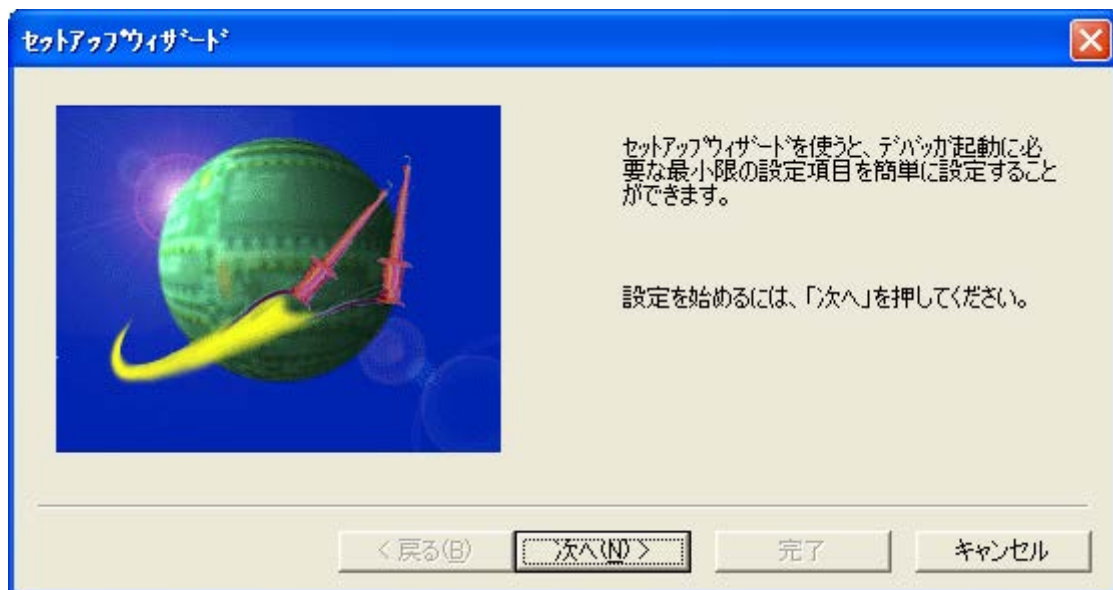 セットアップウィザード
セットアップウィザードを使うと、デバッガ起動に必
要な最小限の設定項目を簡単に設定すること
ができます。
設定を始めるには、「次へ」を押してください。
< 戻る(B)
次へ(N) >
完了
キャンセル